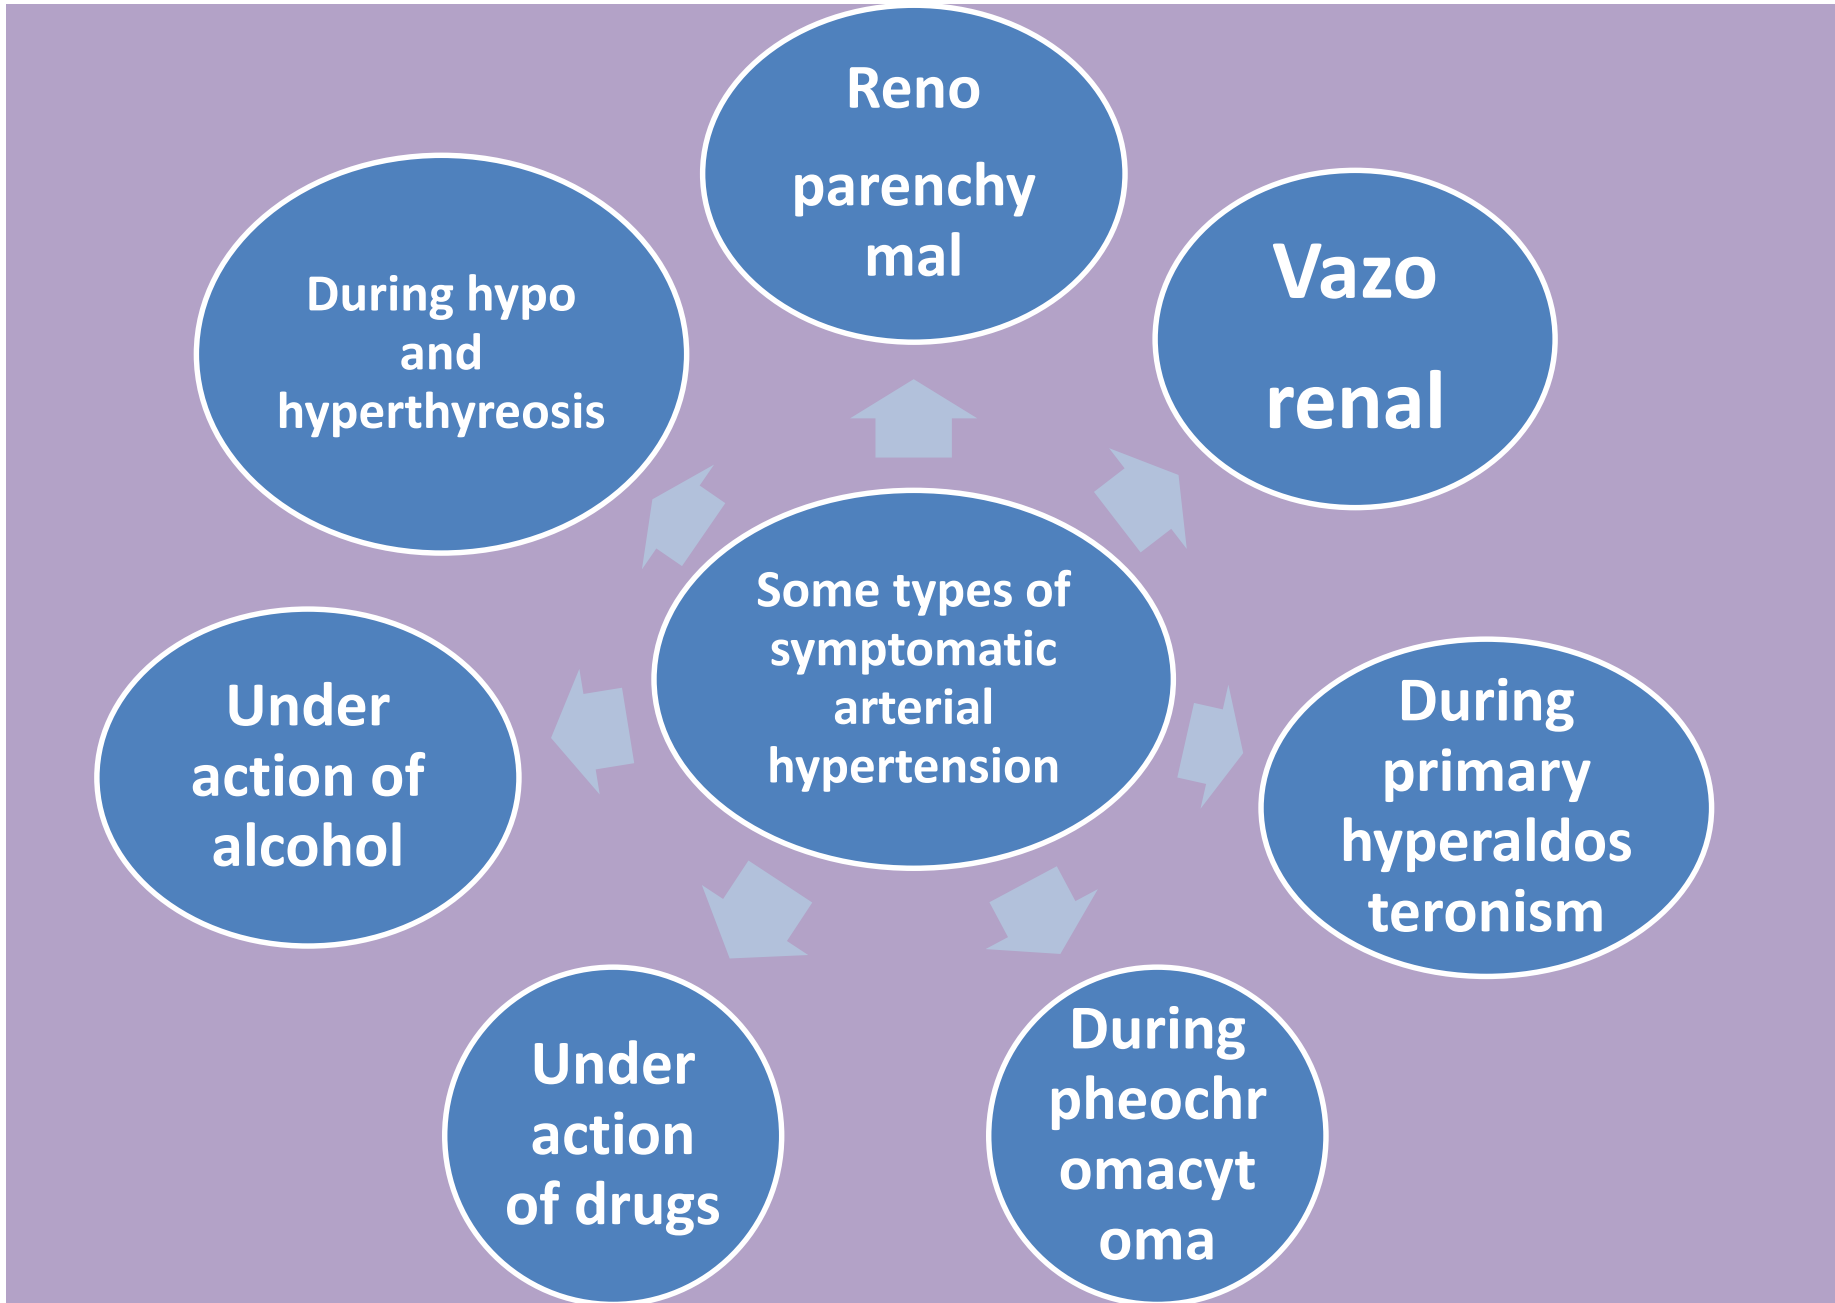 Reno
parenchy
mal
Vazo
renal
During hypo
and
hyperthyreosis
Some types of
symptomatic
arterial
hypertension
During
primary
hyperaldos
teronism
Under
action of
alcohol
During
pheochr
omacyt
oma
Under
action
of drugs